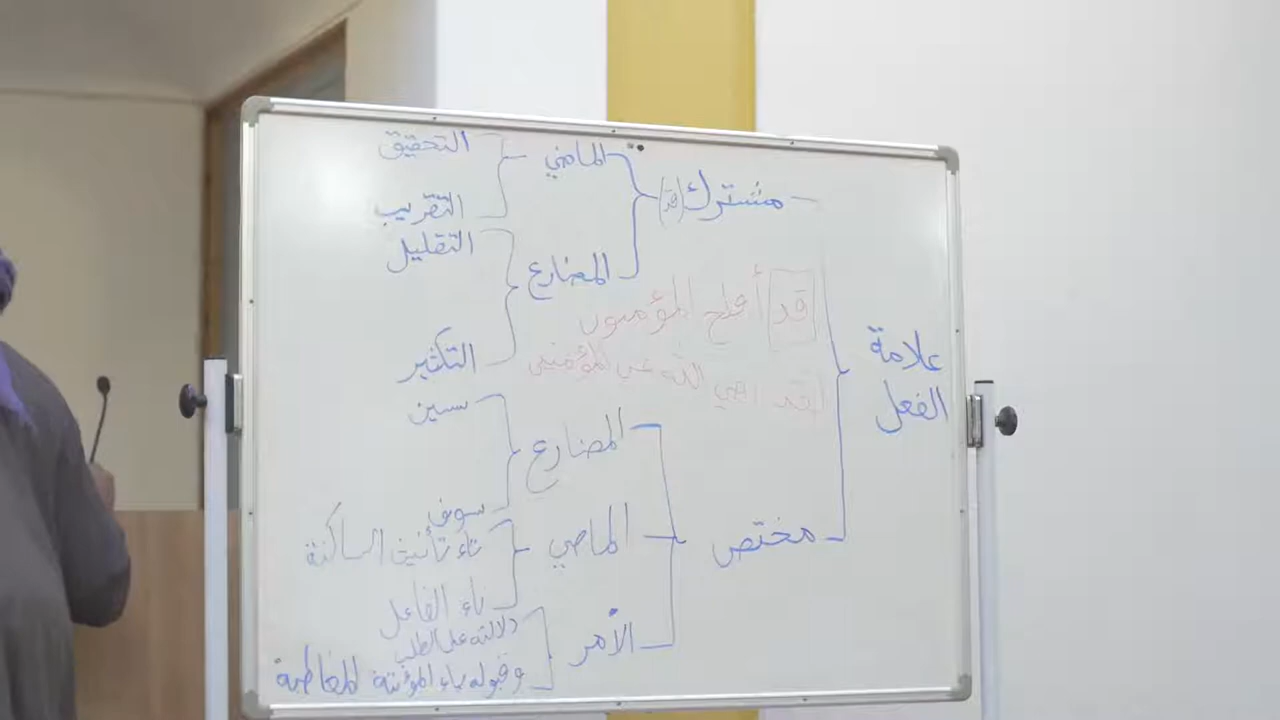 علامة
الفعل
مشترك (قد)
الماضي
التحقيق
التقريب
المضارع
التقليل
التكثير
قد أفلح المؤمنون
لقد رضي الله عن المؤمنين
مختص
المضارع
سين
سوف
الماضي
تاء تأنيث الساكنة
تاء الفاعل
الأمر
دلالته على الطلب
وقبوله ياء المؤنثة المخاطبة